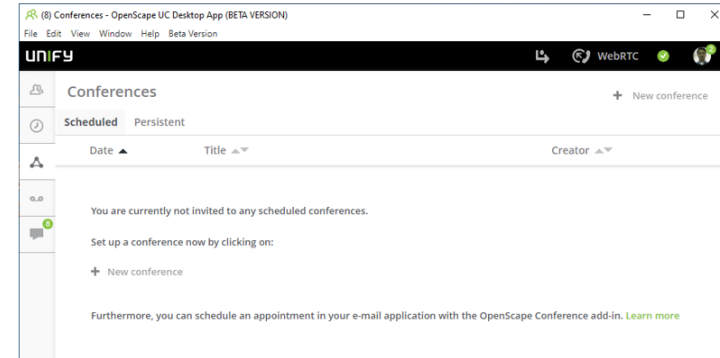 (8) Conferences - OpenScape UC Desktop App (BETA VERSION)
File Edit View Window Help Beta Version
UNIFY
WebRTC
2
Conferences
+ New conference
Scheduled Persistent
Date Title Creator
8
You are currently not invited to any scheduled conferences.
Set up a conference now by clicking on:
+ New conference
Furthermore, you can schedule an appointment in your e-mail application with the OpenScape Conference add-in. Learn more